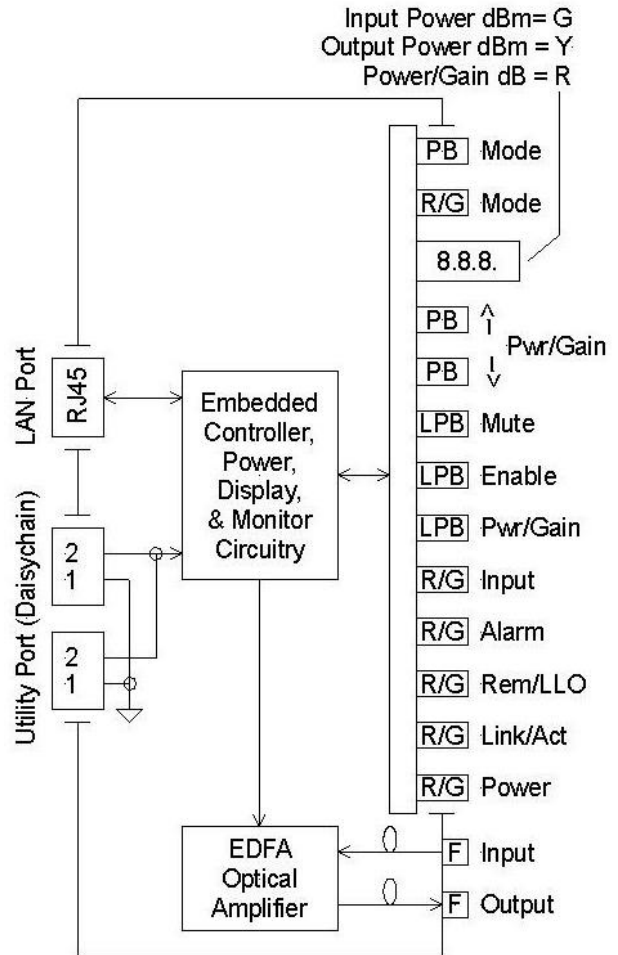 Input Power dBm= G
Output Power dBm = Y
Power/Gain dB = R
PB Mode
R/G Mode
8.8.8.
PB
PB
Pwr/Gain
LPB Mute
LPB Enable
LPB Pwr/Gain
R/G Input
R/G Alarm
R/G Rem/LLO
R/G Link/Act
R/G Power
F Input
F Output
LAN Port
RJ45
Embedded
Controller,
Power,
Display,
& Monitor
Circuitry
Utility Port (Daisychain)
2
1
2
1
EDFA
Optical
Amplifier